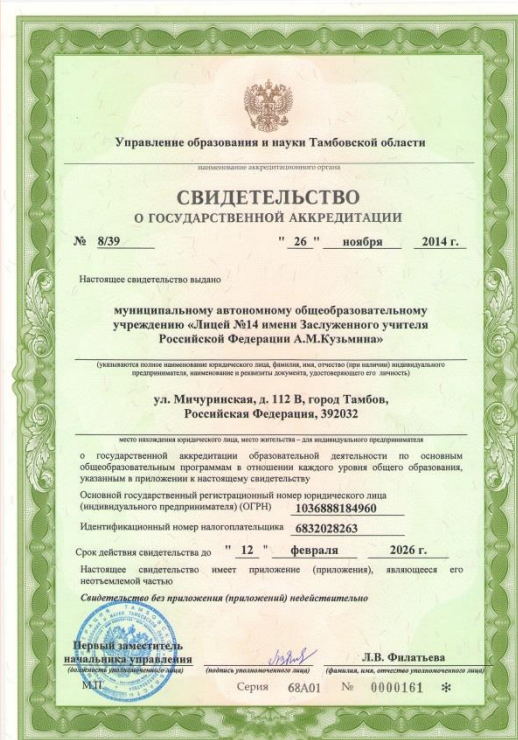 Управление образования и науки Тамбовской области
наименование аккредитационного органа
СВИДЕТЕЛЬСТВО
О ГОСУДАРСТВЕННОЙ АККРЕДИТАЦИИ
№ 8/39 " 26 " ноября 2014 г.
Настоящее свидетельство выдано
муниципальному автономному общеобразовательному
учреждению «Лицей №14 имени Заслуженного учителя
Российской Федерации А.М.Кузьмина»
(указываются полное наименование юридического лица, фамилия, имя, отчество (при наличии) индивидуального
предпринимателя, наименование и реквизиты документа, удостоверяющего его личность)
ул. Мичуринская, д. 112 В, город Тамбов,
Российская Федерация, 392032
место нахождения юридического лица, место жительства – для индивидуального предпринимателя
о государственной аккредитации образовательной деятельности по основным
общеобразовательным программам в отношении каждого уровня общего образования,
указанным в приложении к настоящему свидетельству
Основной государственный регистрационный номер юридического лица
(индивидуального предпринимателя) (ОГРН) 1036888184960
Идентификационный номер налогоплательщика 6832028263
Срок действия свидетельства до " 12 " февраля 2026 г.
Настоящее свидетельство имеет приложение (приложения), являющееся его
неотъемлемой частью
Свидетельство без приложения (приложений) недействительно
Первый заместитель
начальника управления Л.В. Филатьева
(должность уполномоченного лица) (подпись уполномоченного лица) (фамилия, имя, отчество уполномоченного лица)
М.П. Серия 68А01 № 0000161 *